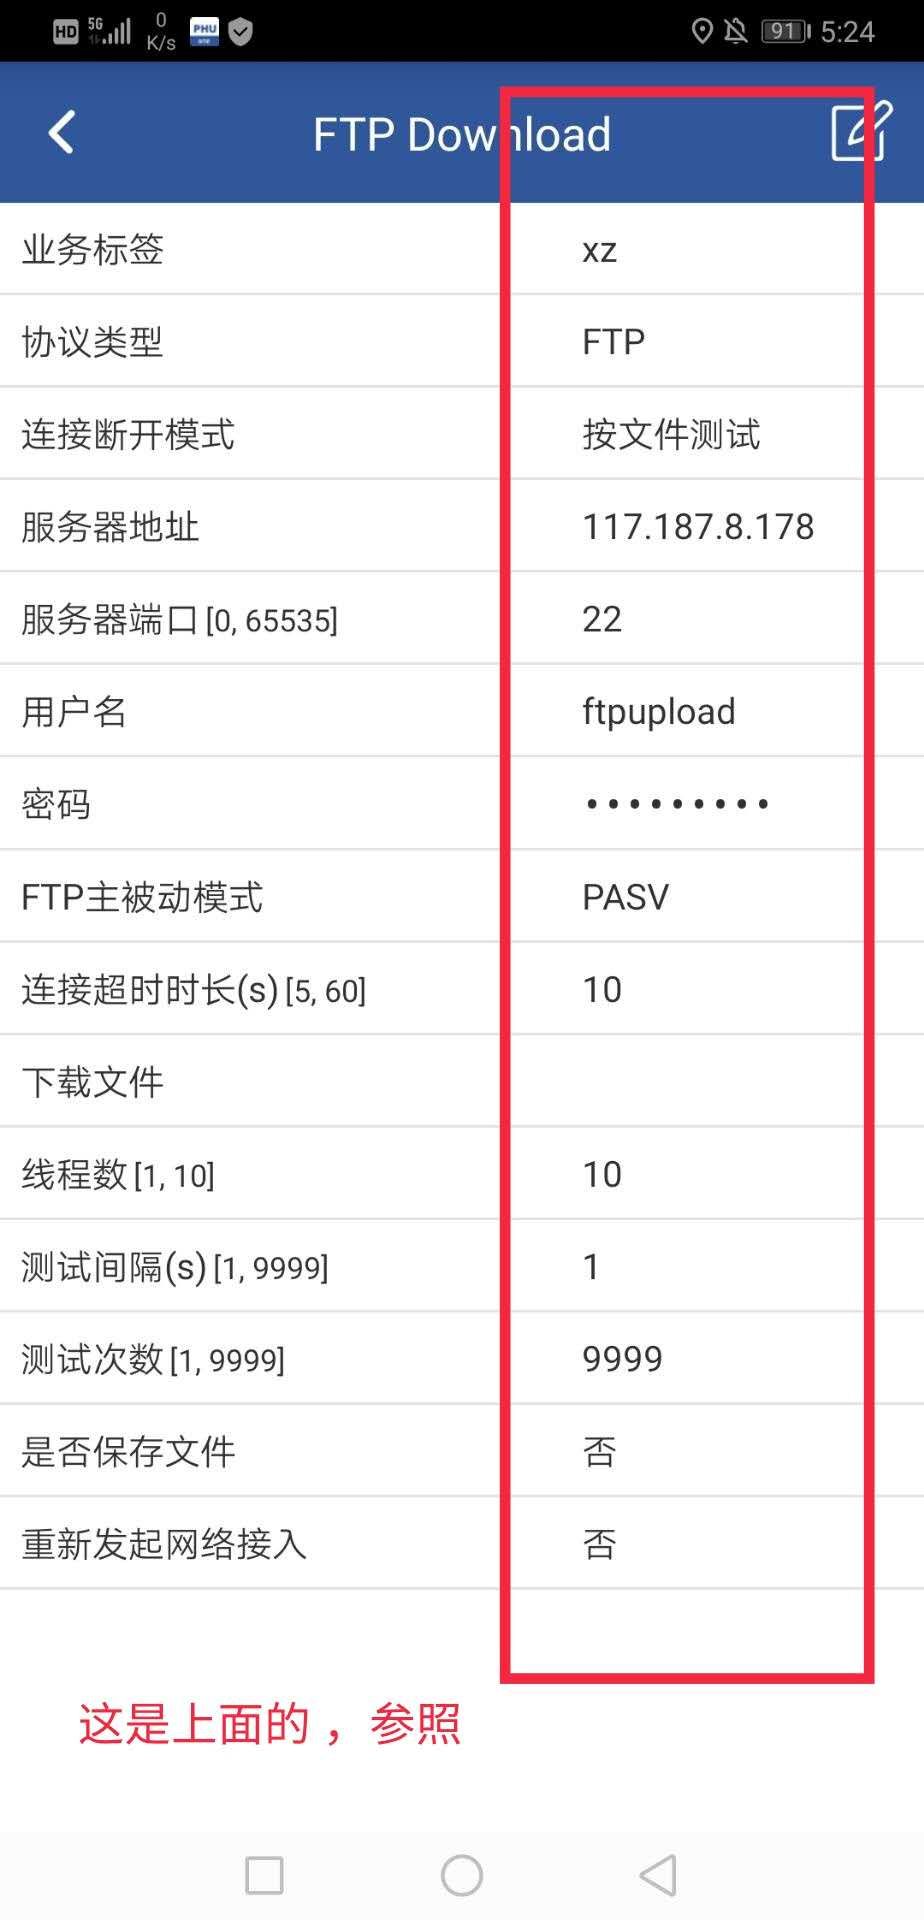 HD 5G 0 K/s PHU 91 5:24
FTP Download
业务标签 xz
协议类型 FTP
连接断开模式 按文件测试
服务器地址 117.187.8.178
服务器端口 [0, 65535] 22
用户名 ftpupload
密码 •••••••••
FTP主被动模式 PASV
连接超时时长(s) [5, 60] 10
下载文件
线程数 [1, 10] 10
测试间隔(s) [1, 9999] 1
测试次数 [1, 9999] 9999
是否保存文件 否
重新发起网络接入 否
这是上面的，参照